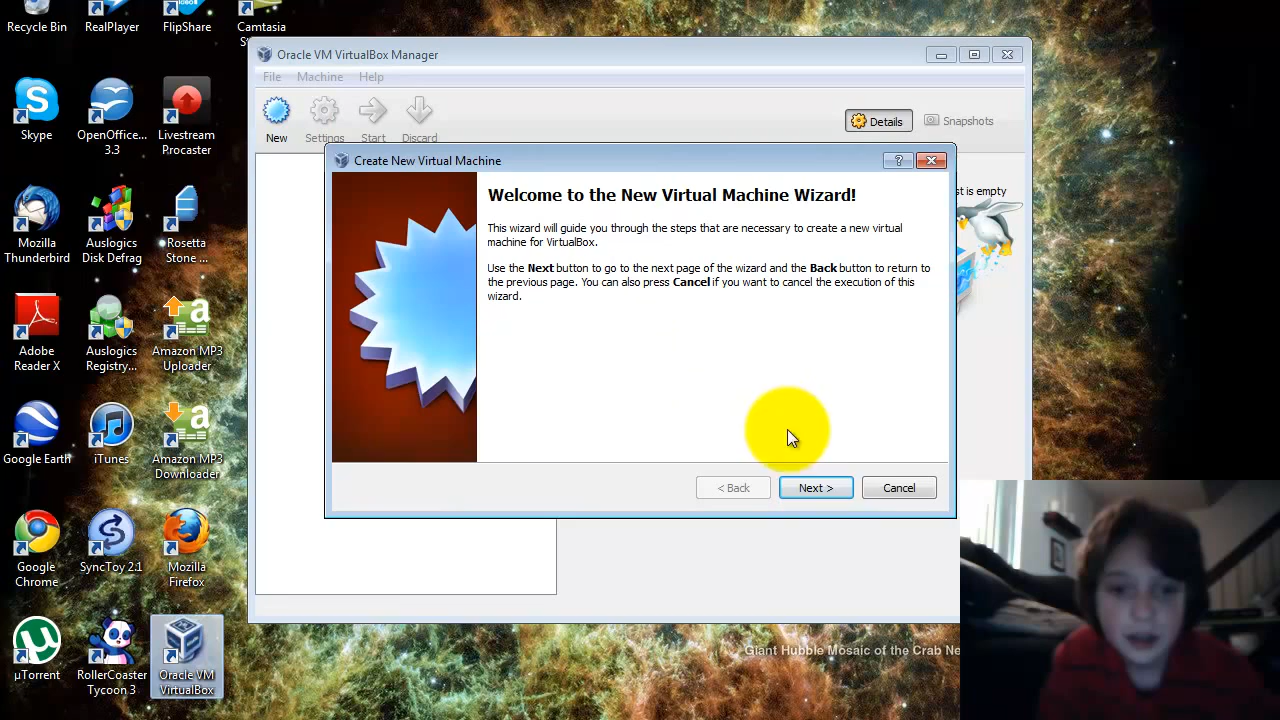 Recycle Bin
RealPlayer
FlipShare
Camtasia
S
Skype
OpenOffice...
3.3
Livestream
Procaster
Mozilla
Thunderbird
Auslogics
Disk Defrag
Rosetta
Stone ...
Adobe
Reader X
Auslogics
Registry...
Amazon MP3
Uploader
Google Earth
iTunes
Amazon MP3
Downloader
Google
Chrome
SyncToy 2.1
Mozilla
Firefox
µTorrent
RollerCoaster
Tycoon 3
Oracle VM
VirtualBox
Oracle VM VirtualBox Manager
File Machine Help
New Settings Start Discard
Details Snapshots
st is empty
Create New Virtual Machine
Welcome to the New Virtual Machine Wizard!
This wizard will guide you through the steps that are necessary to create a new virtual
machine for VirtualBox.
Use the Next button to go to the next page of the wizard and the Back button to return to
the previous page. You can also press Cancel if you want to cancel the execution of this
wizard.
< Back Next > Cancel
Giant Hubble Mosaic of the Crab Ne